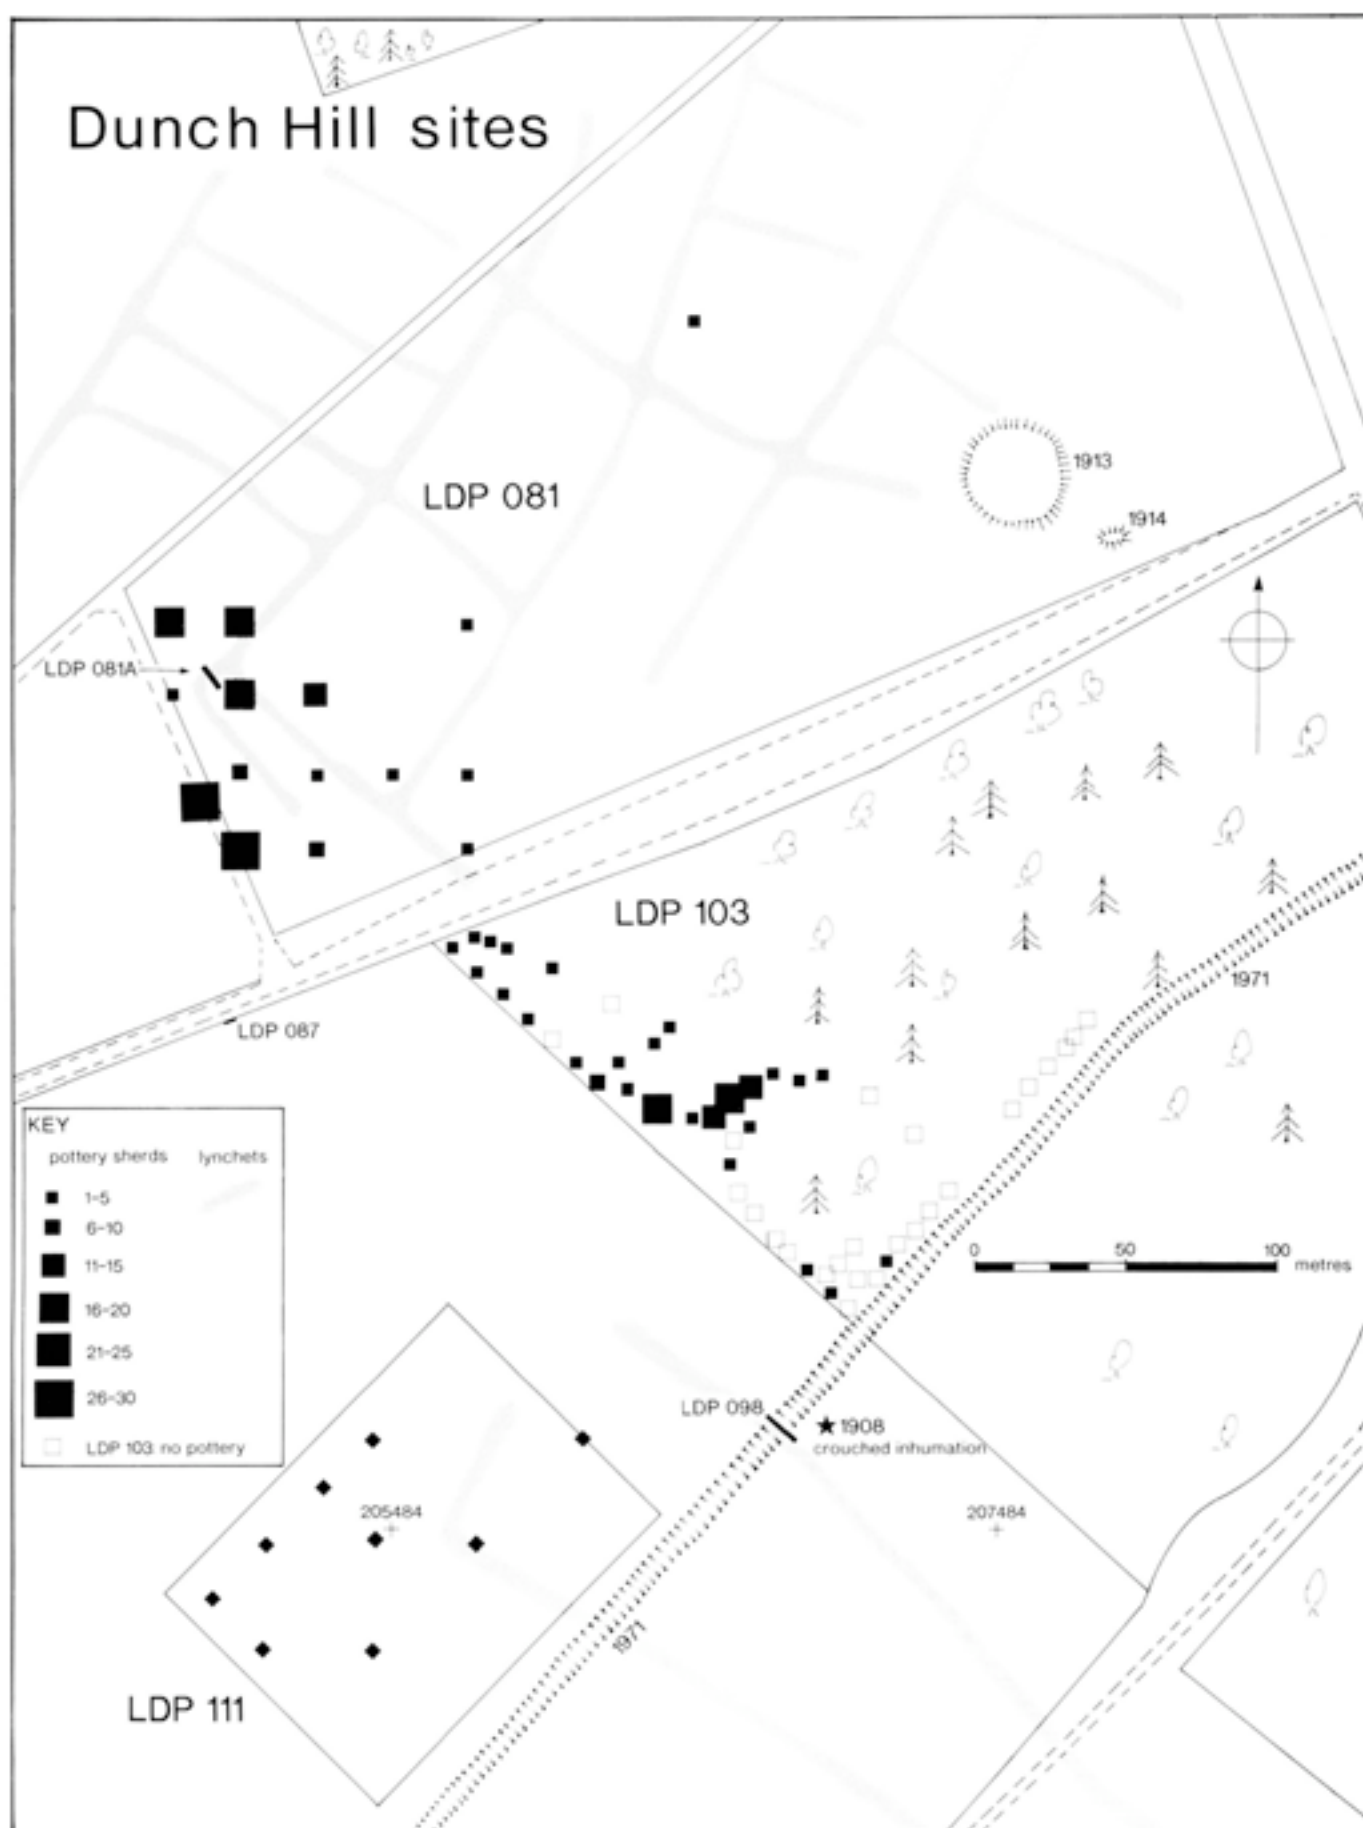 Dunch Hill sites
1913
LDP 081
1914
LDP 081A
LDP 103
1971
LDP 087
KEY
pottery sherds lynchets
1-5
6-10
11-15
16-20
21-25
26-30
LDP 103: no pottery
0 50 100
metres
LDP 098
1908
crouched inhumation
205484
207484
1971
LDP 111